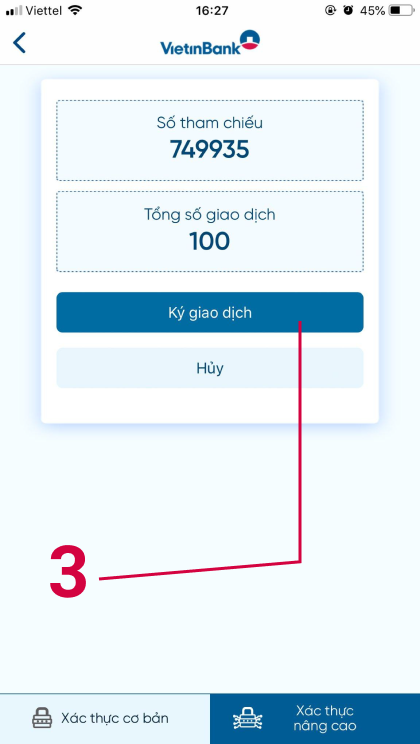 Viettel 16:27 45%
VietinBank
Số tham chiếu
749935
Tổng số giao dịch
100
Ký giao dịch
Hủy
3
Xác thực cơ bản
Xác thực
nâng cao